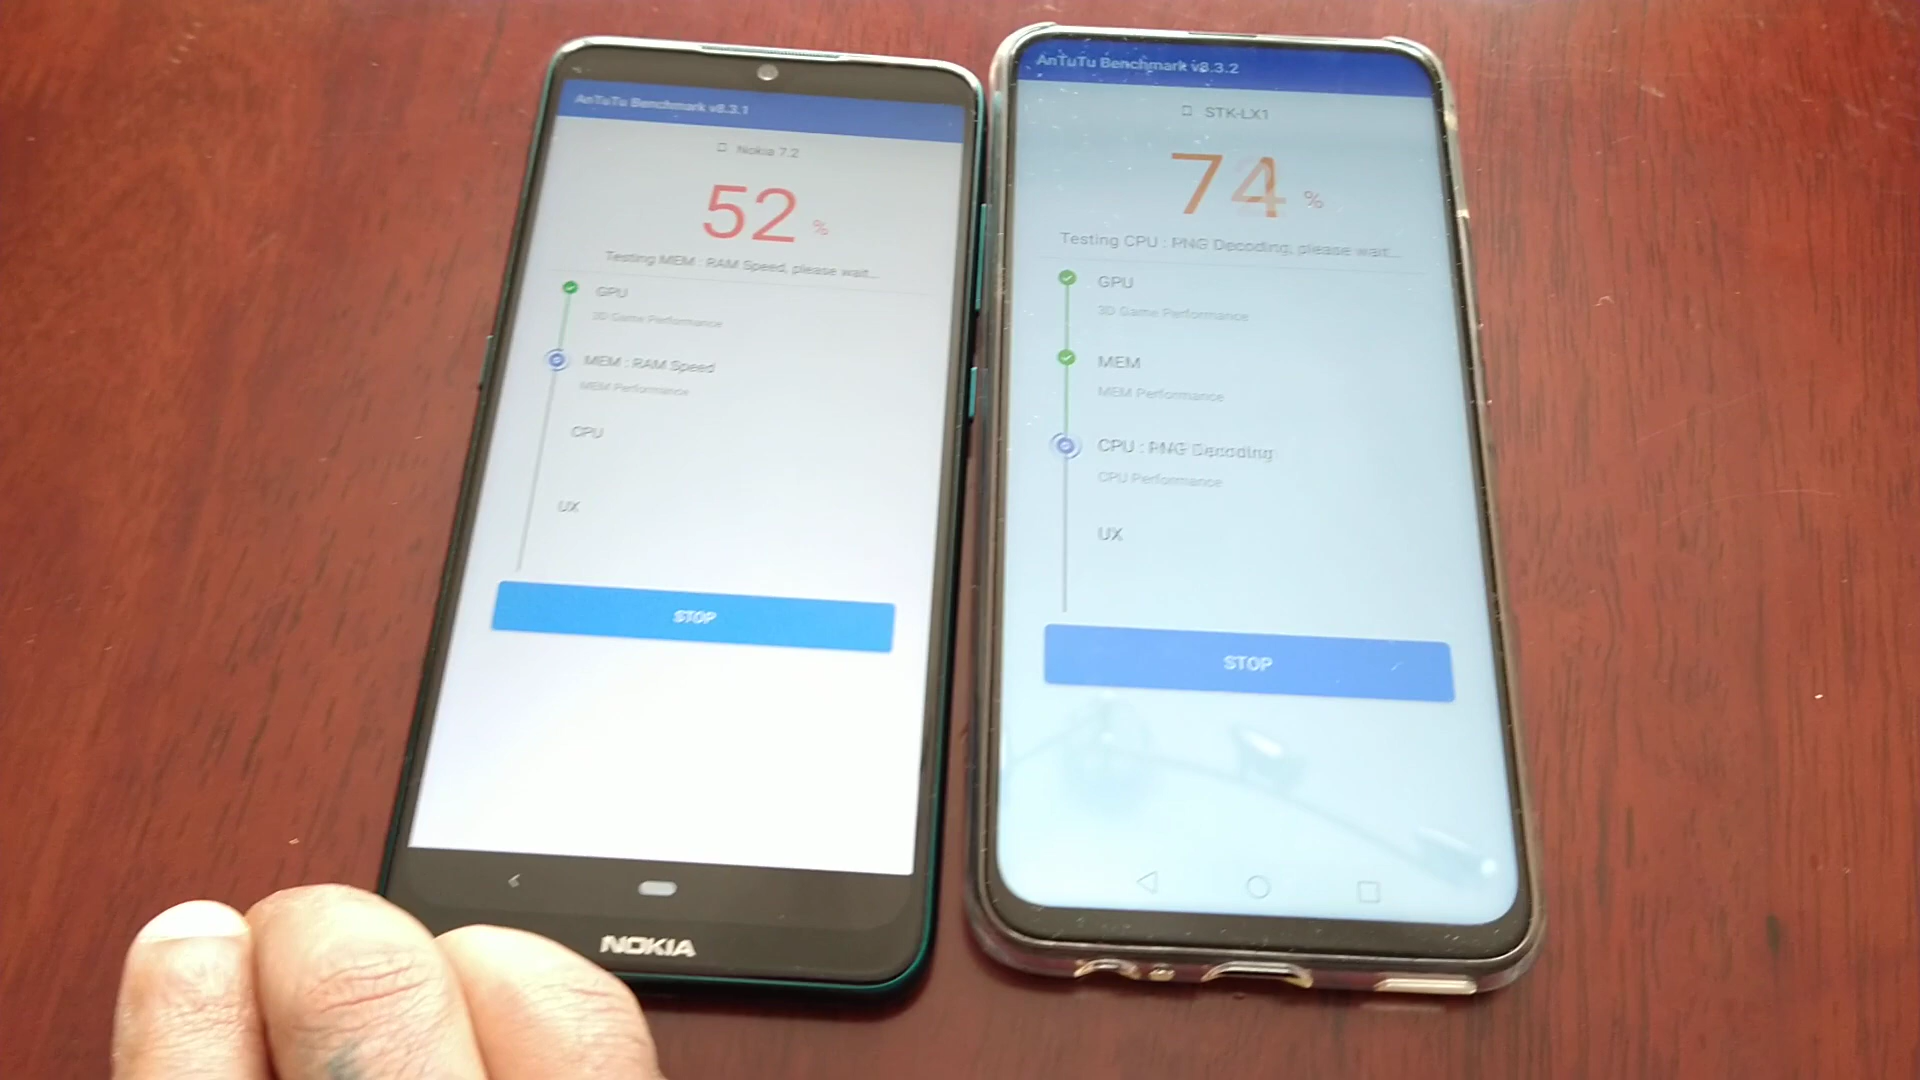 AnTuTu Benchmark v8.3.1
Nokia 7.2
52 %
Testing MEM : RAM Speed, please wait...
GPU
3D Game Performance
MEM : RAM Speed
MEM Performance
CPU
UX
STOP
NOKIA
AnTuTu Benchmark v8.3.2
STK-LX1
74 %
Testing CPU : PNG Decoding, please wait...
GPU
3D Game Performance
MEM
MEM Performance
CPU : PNG Decoding
CPU Performance
UX
STOP